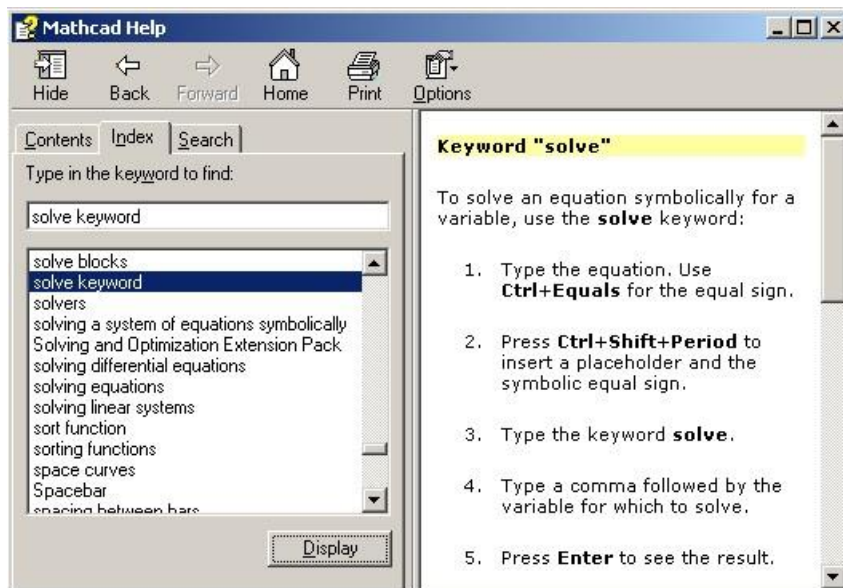 Mathcad Help
Hide Back Forward Home Print Options
Contents Index Search
Type in the keyword to find:
solve keyword
solve blocks
solve keyword
solvers
solving a system of equations symbolically
Solving and Optimization Extension Pack
solving differential equations
solving equations
solving linear systems
sort function
sorting functions
space curves
Spacebar
spacing between bars
Display
Keyword "solve"
To solve an equation symbolically for a
variable, use the solve keyword:
1. Type the equation. Use
Ctrl+Equals for the equal sign.
2. Press Ctrl+Shift+Period to
insert a placeholder and the
symbolic equal sign.
3. Type the keyword solve.
4. Type a comma followed by the
variable for which to solve.
5. Press Enter to see the result.